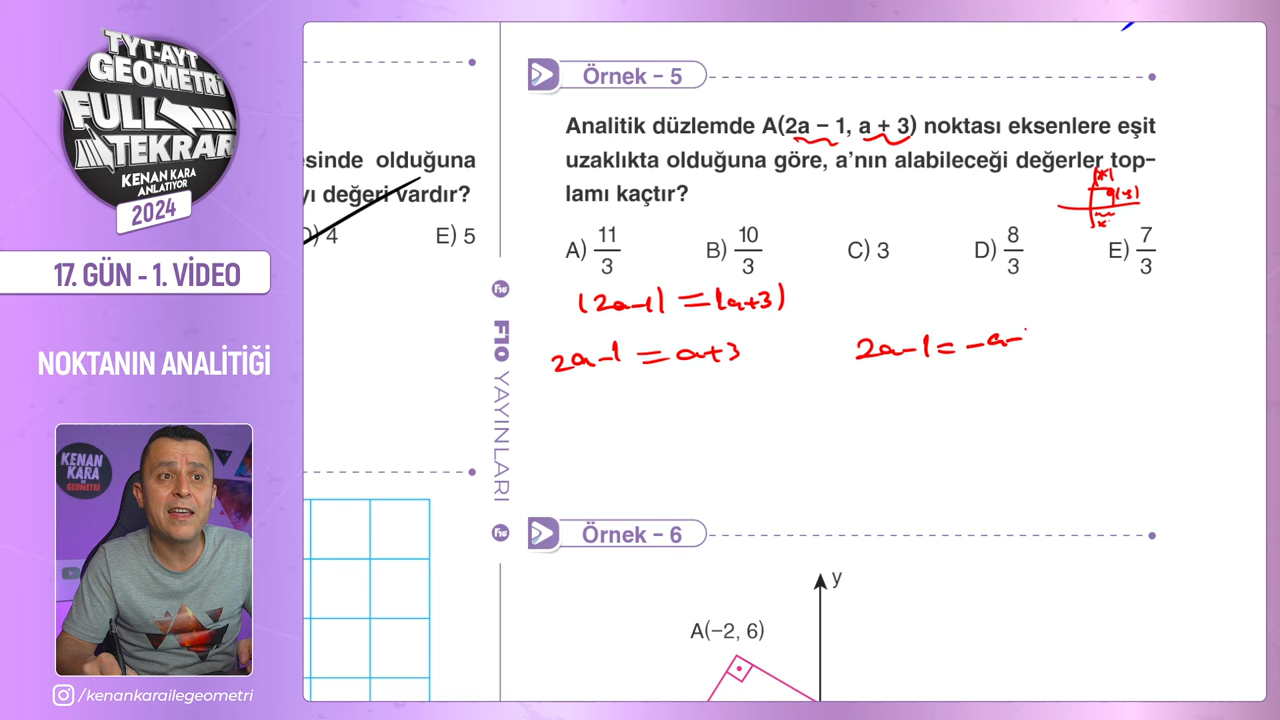 TYT-AYT
GEOMETRİ
FULL
TEKRAR
KENAN KARA
ANLATIYOR
2024
17. GÜN - 1. VİDEO
NOKTANIN ANALİTİĞİ
KENAN
KARA
GEOMETRİ
/kenankarailegeometri
esinde olduğuna
yı değeri vardır?
D) 4 E) 5
F10 YAYINLARI
Örnek – 5
Analitik düzlemde A(2a – 1, a + 3) noktası eksenlere eşit
uzaklıkta olduğuna göre, a'nın alabileceği değerler top-
lamı kaçtır?
A) 11/3 B) 10/3 C) 3 D) 8/3 E) 7/3
|2a-1| = |a+3|
2a-1 = a+3 2a-1 = -a-
Örnek – 6
y
A(–2, 6)